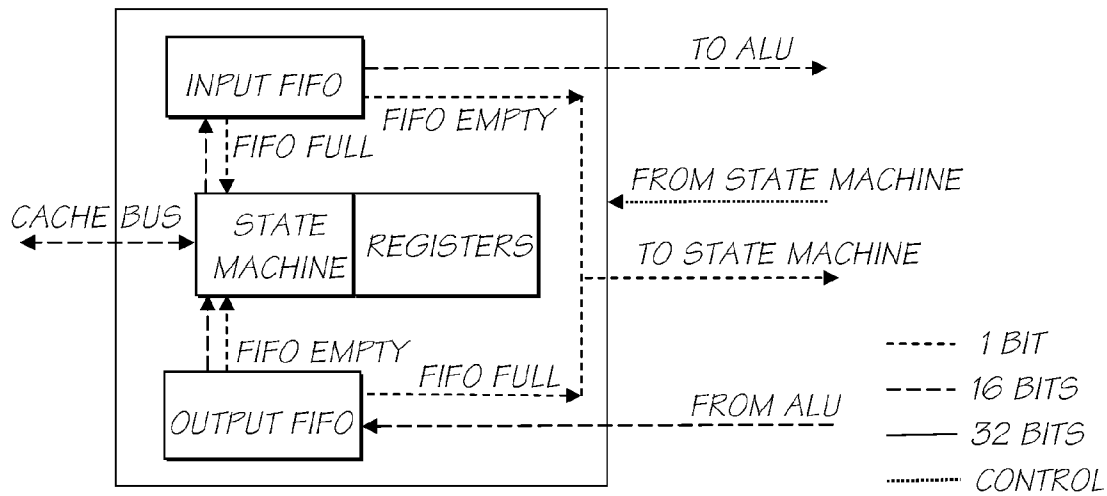 TO ALU
INPUT FIFO
FIFO EMPTY
FIFO FULL
FROM STATE MACHINE
CACHE BUS
STATE
MACHINE
REGISTERS
TO STATE MACHINE
FIFO EMPTY
FIFO FULL
OUTPUT FIFO
FROM ALU
1 BIT
16 BITS
32 BITS
CONTROL